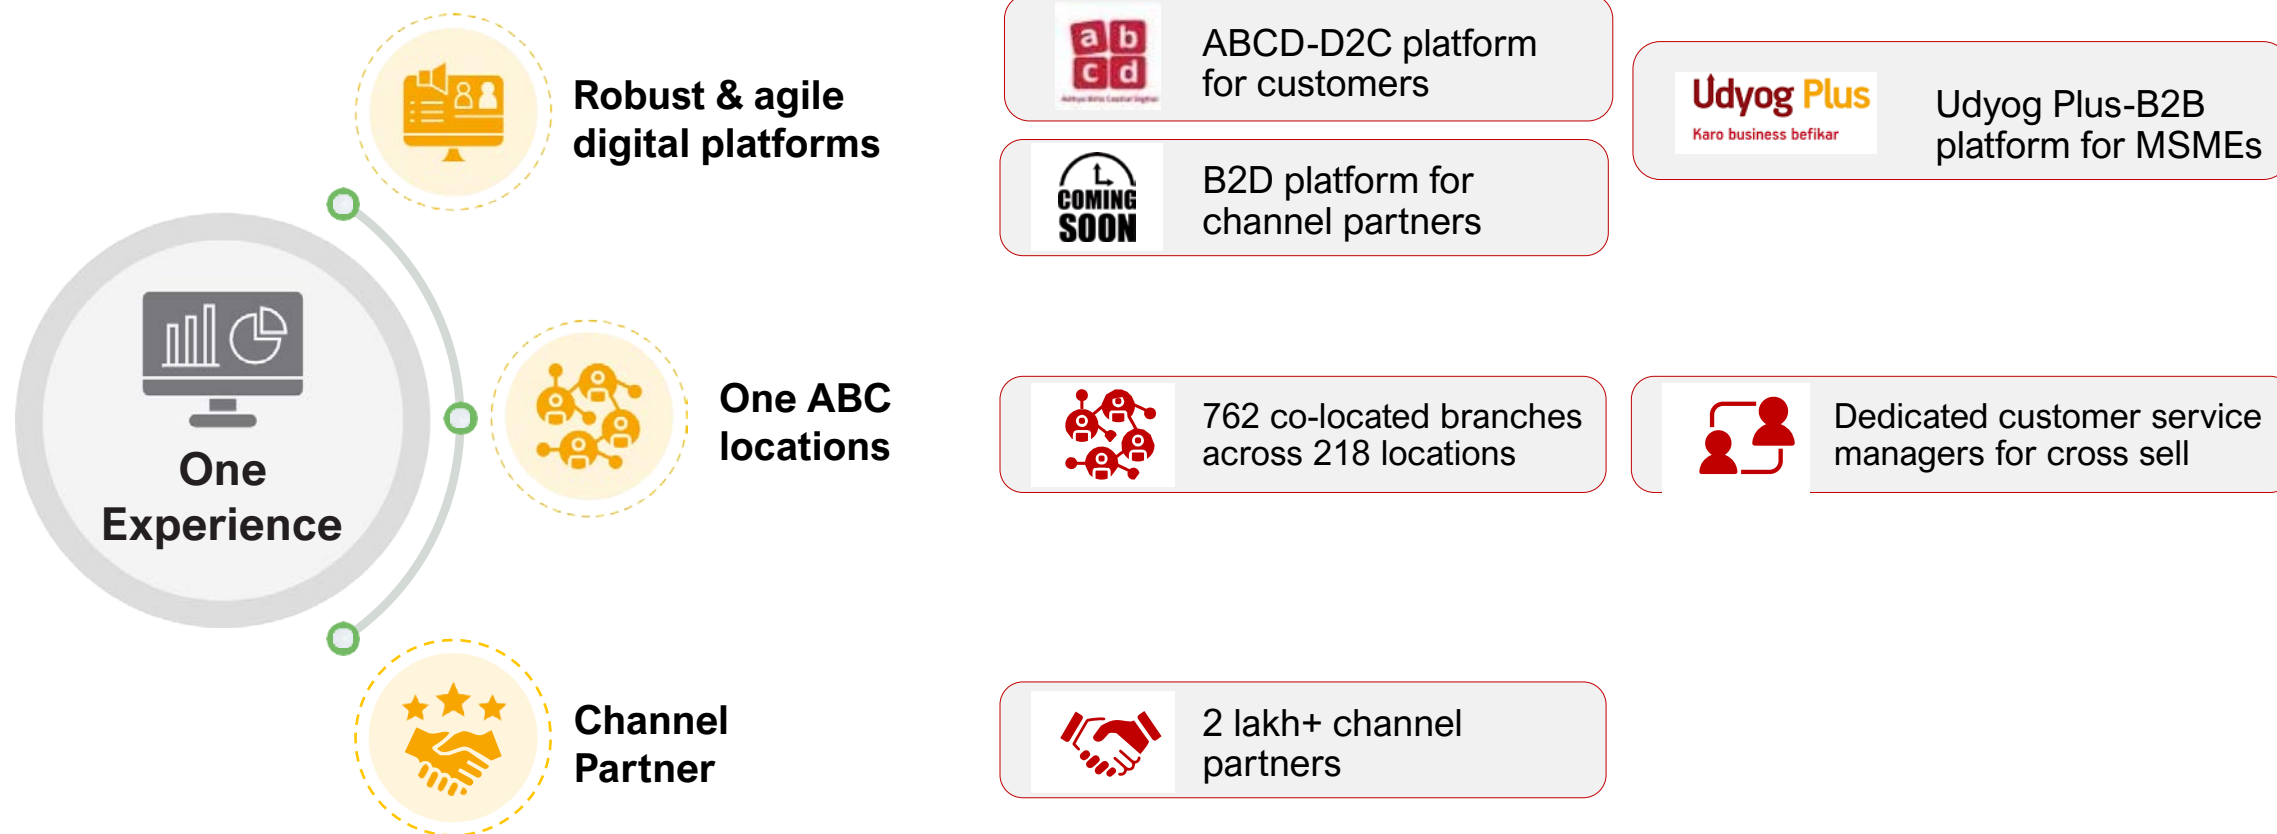 Robust & agile
digital platforms
a b
c d
ABCD-D2C platform
for customers
Udyog Plus
Karo business befikar
Udyog Plus-B2B
platform for MSMEs
COMING
SOON
B2D platform for
channel partners
One
Experience
One ABC
locations
762 co-located branches
across 218 locations
Dedicated customer service
managers for cross sell
Channel
Partner
2 lakh+ channel
partners